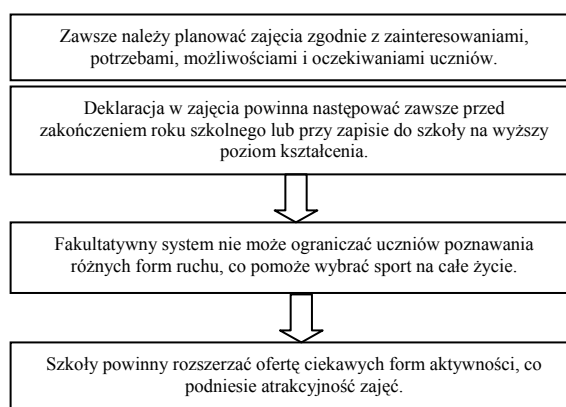 Zawsze należy planować zajęcia zgodnie z zainteresowaniami,
potrzebami, możliwościami i oczekiwaniami uczniów.
Deklaracja w zajęcia powinna następować zawsze przed
zakończeniem roku szkolnego lub przy zapisie do szkoły na wyższy
poziom kształcenia.
Fakultatywny system nie może ograniczać uczniów poznawania
różnych form ruchu, co pomoże wybrać sport na całe życie.
Szkoły powinny rozszerzać ofertę ciekawych form aktywności, co
podniesie atrakcyjność zajęć.